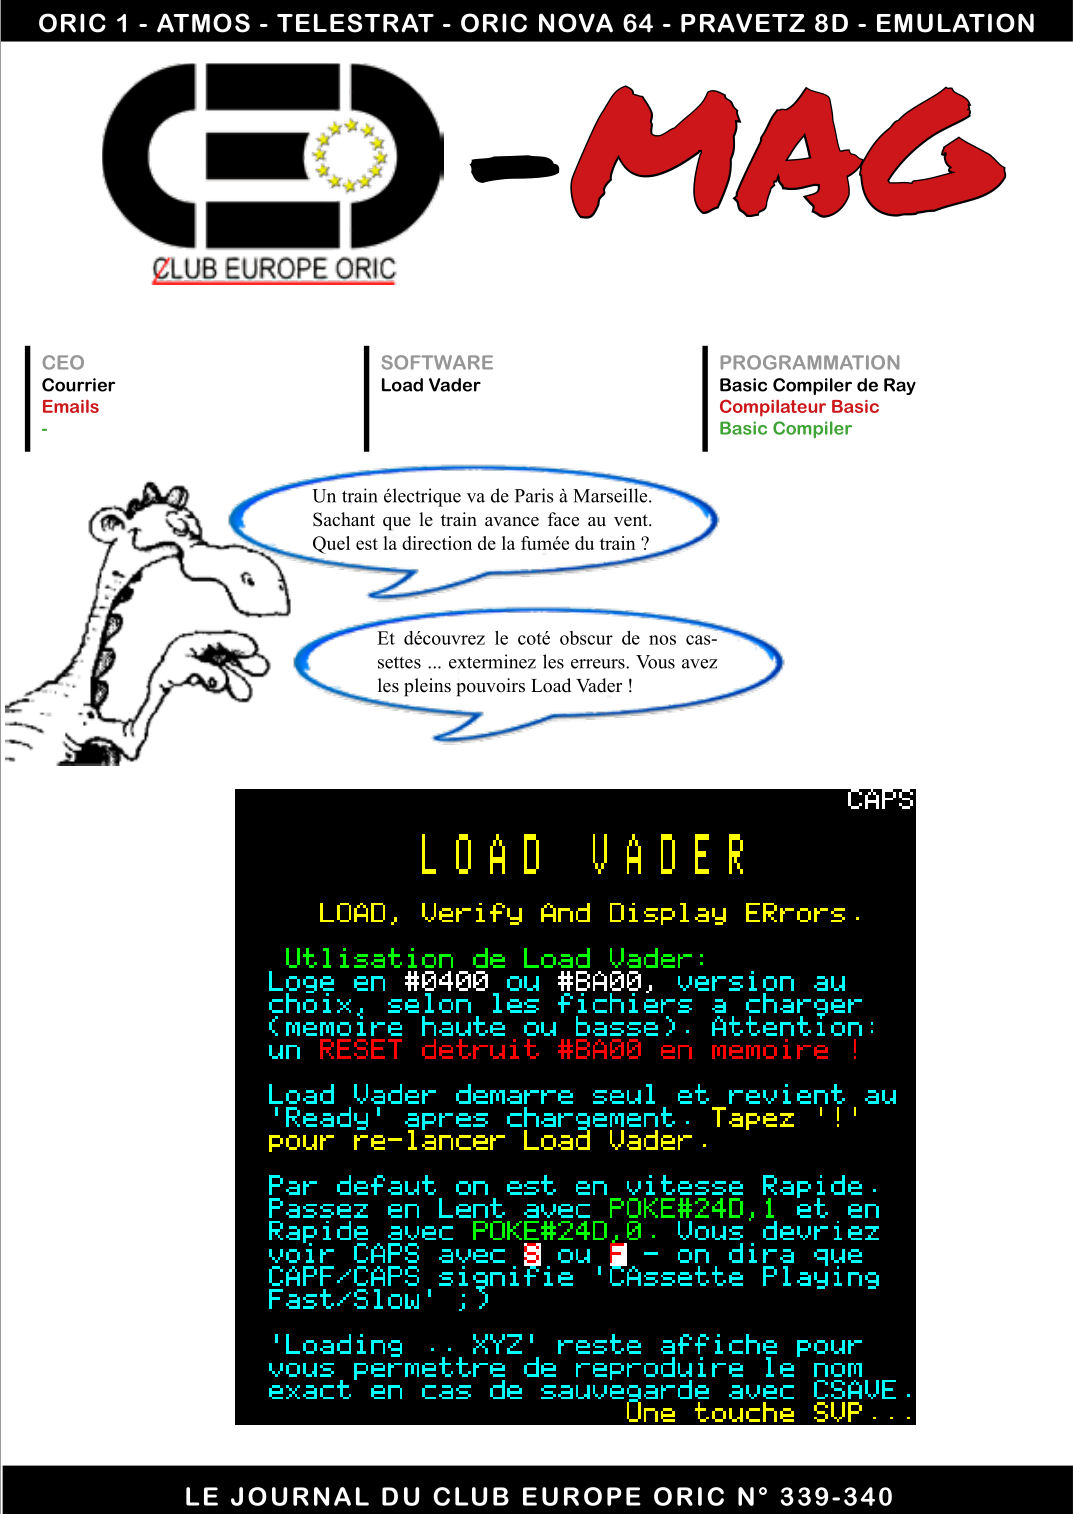 ORIC 1 - ATMOS - TELESTRAT - ORIC NOVA 64 - PRAVETZ 8D - EMULATION
CEO
-MAG
CLUB EUROPE ORIC
CEO
Courrier
Emails
-
SOFTWARE
Load Vader
PROGRAMMATION
Basic Compiler de Ray
Compilateur Basic
Basic Compiler
Un train électrique va de Paris à Marseille.
Sachant que le train avance face au vent.
Quel est la direction de la fumée du train ?
Et découvrez le coté obscur de nos cas-
settes ... exterminez les erreurs. Vous avez
les pleins pouvoirs Load Vader !
CAPS
LOAD VADER
LOAD, Verify And Display ERrors.
Utlisation de Load Vader:
Loge en #0400 ou #BA00, version au
choix, selon les fichiers a charger
(memoire haute ou basse). Attention:
un RESET detruit #BA00 en memoire !
Load Vader demarre seul et revient au
'Ready' apres chargement. Tapez '!'
pour re-lancer Load Vader.
Par defaut on est en vitesse Rapide.
Passez en Lent avec POKE#24D,1 et en
Rapide avec POKE#24D,0. Vous devriez
voir CAPS avec S ou F - on dira que
CAPF/CAPS signifie 'CAssette Playing
Fast/Slow' ;)
'Loading .. XYZ' reste affiche pour
vous permettre de reproduire le nom
exact en cas de sauvegarde avec CSAVE.
Une touche SVP...
LE JOURNAL DU CLUB EUROPE ORIC N° 339-340